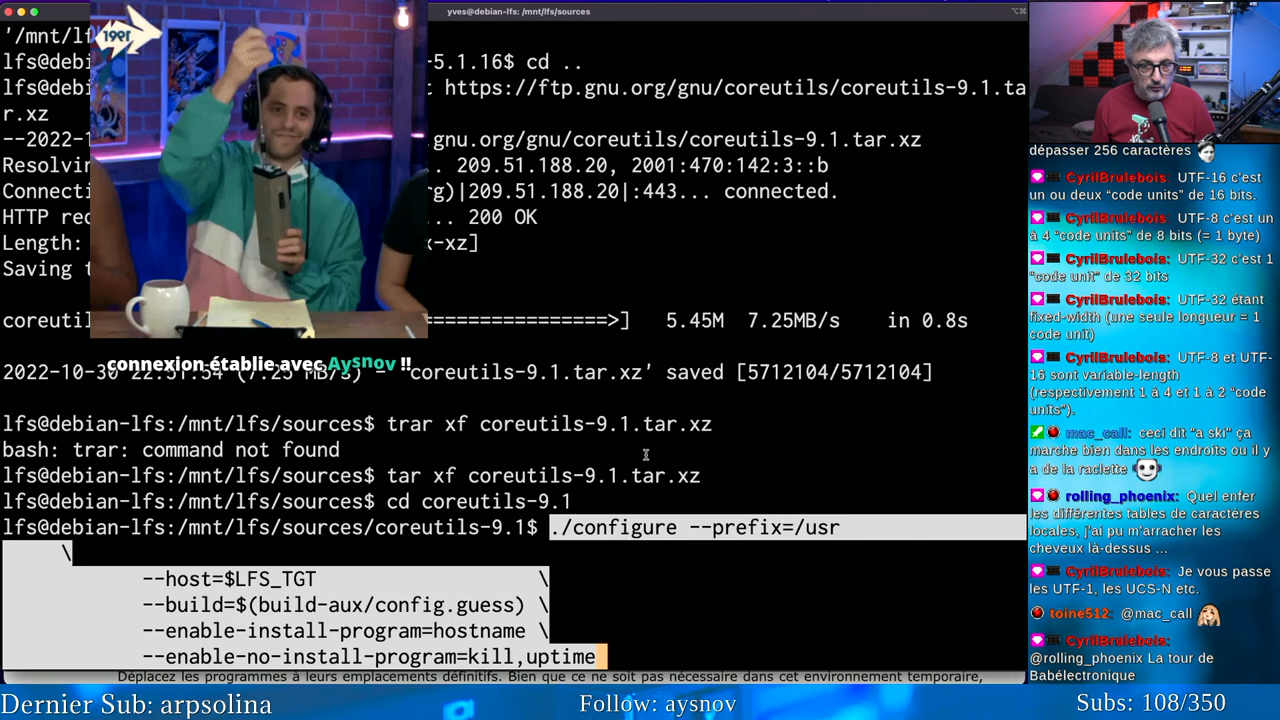 yves@debian-lfs: /mnt/lfs/sources
19er
'/mnt/lf
lfs@debi -5.1.16$ cd ..
lfs@debi t https://ftp.gnu.org/gnu/coreutils/coreutils-9.1.ta
r.xz
--2022-1 .gnu.org/gnu/coreutils/coreutils-9.1.tar.xz
Resolvin .. 209.51.188.20, 2001:470:142:3::b
Connecti rg)|209.51.188.20|:443... connected.
HTTP rec ... 200 OK
Length: x-xz]
Saving t
coreutil ================>] 5.45M 7.25MB/s in 0.8s
connexion établie avec Aysnov !!
2022-10-30 22:51:54 (7.25 MB/s) - 'coreutils-9.1.tar.xz' saved [5712104/5712104]
lfs@debian-lfs:/mnt/lfs/sources$ trar xf coreutils-9.1.tar.xz
bash: trar: command not found
lfs@debian-lfs:/mnt/lfs/sources$ tar xf coreutils-9.1.tar.xz
lfs@debian-lfs:/mnt/lfs/sources$ cd coreutils-9.1
lfs@debian-lfs:/mnt/lfs/sources/coreutils-9.1$ ./configure --prefix=/usr
\
--host=$LFS_TGT \
--build=$(build-aux/config.guess) \
--enable-install-program=hostname \
--enable-no-install-program=kill,uptime
Déplacez les programmes à leurs emplacements définitifs. Bien que ce ne soit pas nécessaire dans cet environnement temporaire,
dépasser 256 caractères
CyrilBrulebois: UTF-16 c'est
un ou deux "code units" de 16 bits.
CyrilBrulebois: UTF-8 c'est un
à 4 "code units" de 8 bits (= 1 byte)
CyrilBrulebois: UTF-32 c'est 1
"code unit" de 32 bits
CyrilBrulebois: UTF-32 étant
fixed-width (une seule longueur = 1
code unit)
CyrilBrulebois: UTF-8 et UTF-
16 sont variable-length
(respectivement 1 à 4 et 1 à 2 "code
units").
mac_call: ceci dit "a ski" ça
marche bien dans les endroits ou il y
a de la raclette
rolling_phoenix: Quel enfer
les différentes tables de caractères
locales, j'ai pu m'arracher les
cheveux là-dessus ...
CyrilBrulebois: Je vous passe
les UTF-1, les UCS-N etc.
toine512: @mac_call
CyrilBrulebois:
@rolling_phoenix La tour de
Babélectronique
Dernier Sub: arpsolina
Follow: aysnov
Subs: 108/350